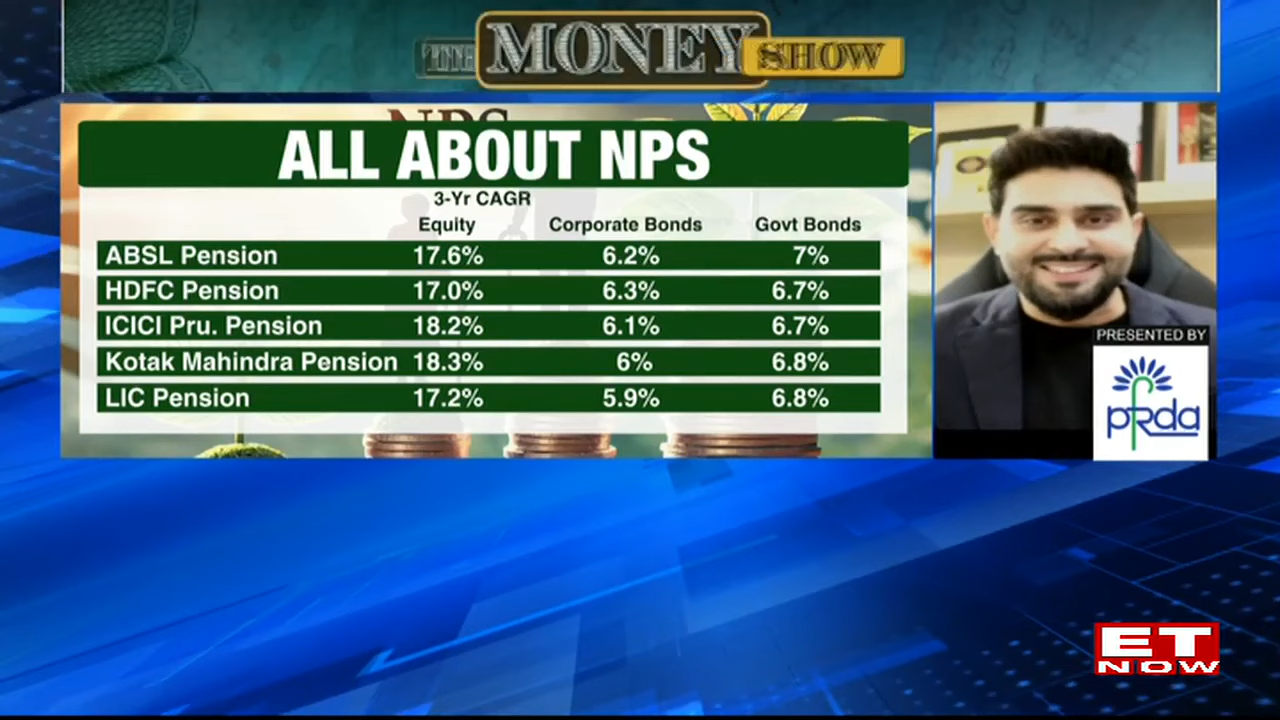 THE MONEY SHOW
NPS
ALL ABOUT NPS
3-Yr CAGR
Equity Corporate Bonds Govt Bonds
ABSL Pension 17.6% 6.2% 7%
HDFC Pension 17.0% 6.3% 6.7%
ICICI Pru. Pension 18.2% 6.1% 6.7%
Kotak Mahindra Pension 18.3% 6% 6.8%
LIC Pension 17.2% 5.9% 6.8%
PRESENTED BY
pfrda
ET
NOW